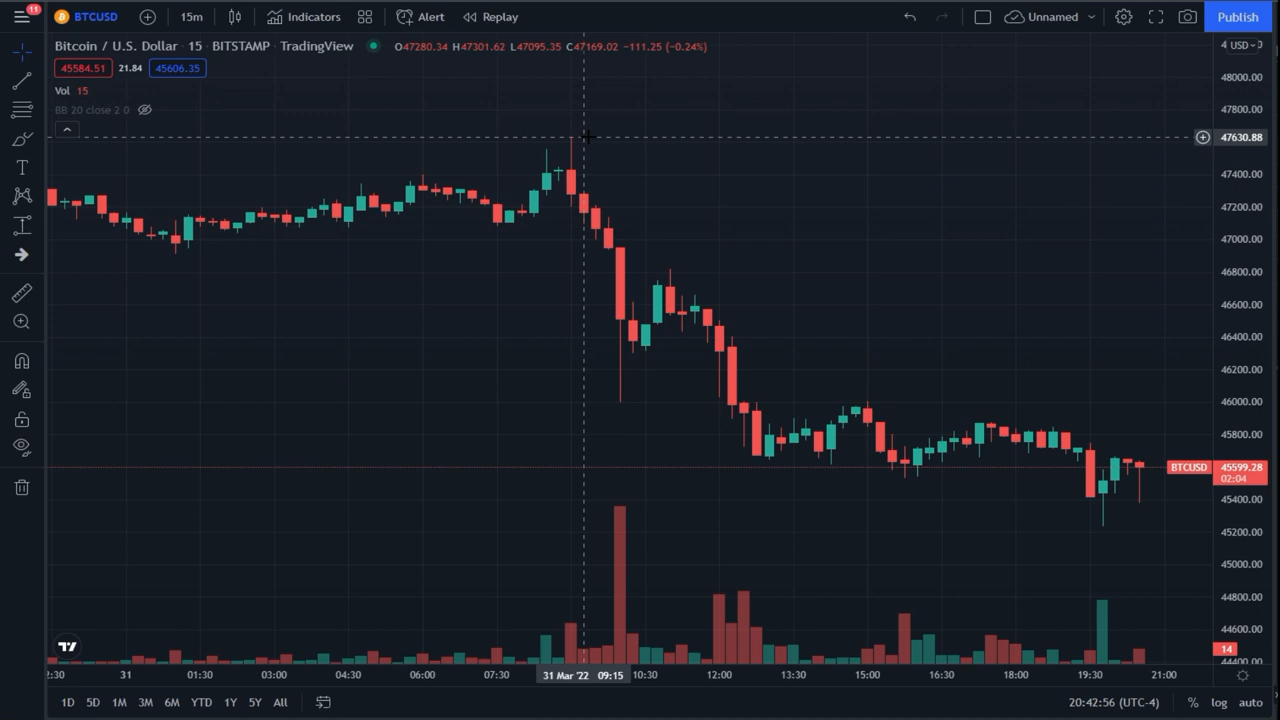 11
BTCUSD 15m Indicators Alert Replay Unnamed Publish
Bitcoin / U.S. Dollar · 15 · BITSTAMP · TradingView O47280.34 H47301.62 L47095.35 C47169.02 −111.25 (−0.24%)
USD
45584.51 21.84 45606.35
Vol 15
BB 20 close 2 0
48000.00
47800.00
47630.88
47400.00
47200.00
47000.00
46800.00
46600.00
46400.00
46200.00
46000.00
45800.00
BTCUSD 45599.28
02:04
45400.00
45200.00
45000.00
44800.00
44600.00
14
44400.00
:30 31 01:30 03:00 04:30 06:00 07:30 31 Mar '22 09:15 10:30 12:00 13:30 15:00 16:30 18:00 19:30 21:00
1D 5D 1M 3M 6M YTD 1Y 5Y All 20:42:56 (UTC-4) % log auto